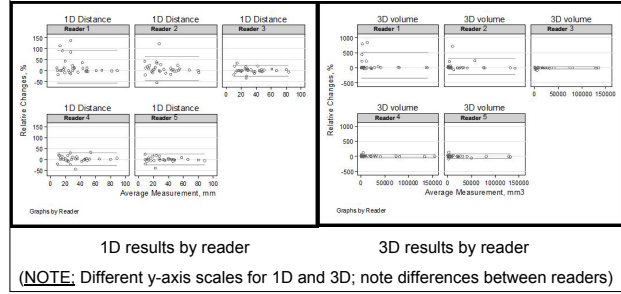 1D Distance 1D Distance 1D Distance
Reader 1 Reader 2 Reader 3
150
100
50
0
-50
0 20 40 60 80 100
1D Distance 1D Distance
Reader 4 Reader 5
150
100
50
0
-50
0 20 40 60 80 100 0 20 40 60 80 100
Relative Changes, %
Average Measurement, mm
Graphs by Reader
3D volume 3D volume 3D volume
Reader 1 Reader 2 Reader 3
1000
500
0
-500
0 50000 100000 150000
3D volume 3D volume
Reader 4 Reader 5
1000
500
0
-500
0 50000 100000 150000 0 50000 100000 150000
Relative Changes, %
Average Measurement, mm3
Graphs by Reader
1D results by reader 3D results by reader
(NOTE: Different y-axis scales for 1D and 3D; note differences between readers)